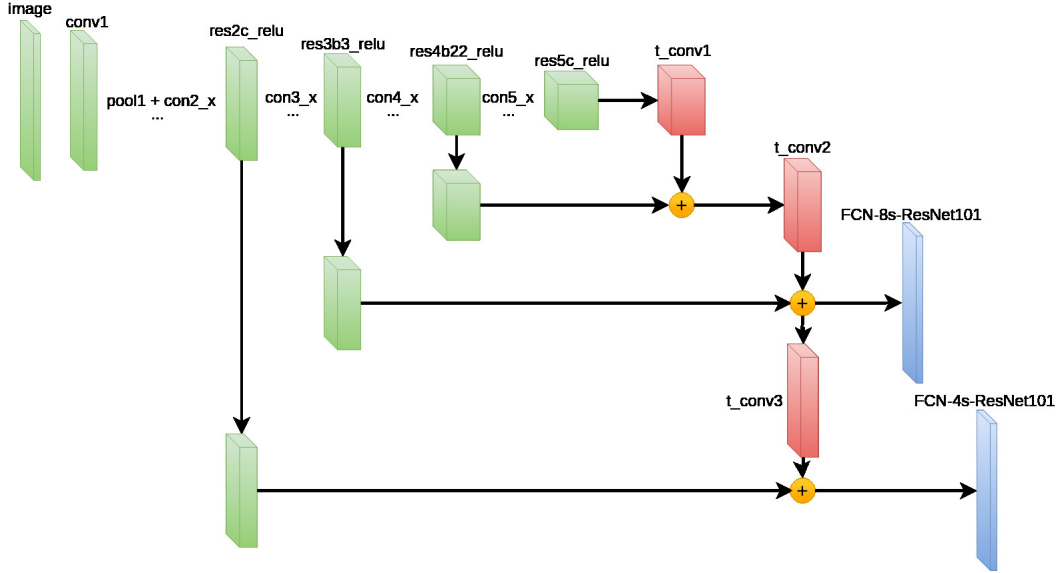 image
conv1
res2c_relu
res3b3_relu
res4b22_relu
res5c_relu
t_conv1
pool1 + con2_x
...
con3_x
...
con4_x
...
con5_x
...
t_conv2
+
FCN-8s-ResNet101
+
t_conv3
FCN-4s-ResNet101
+